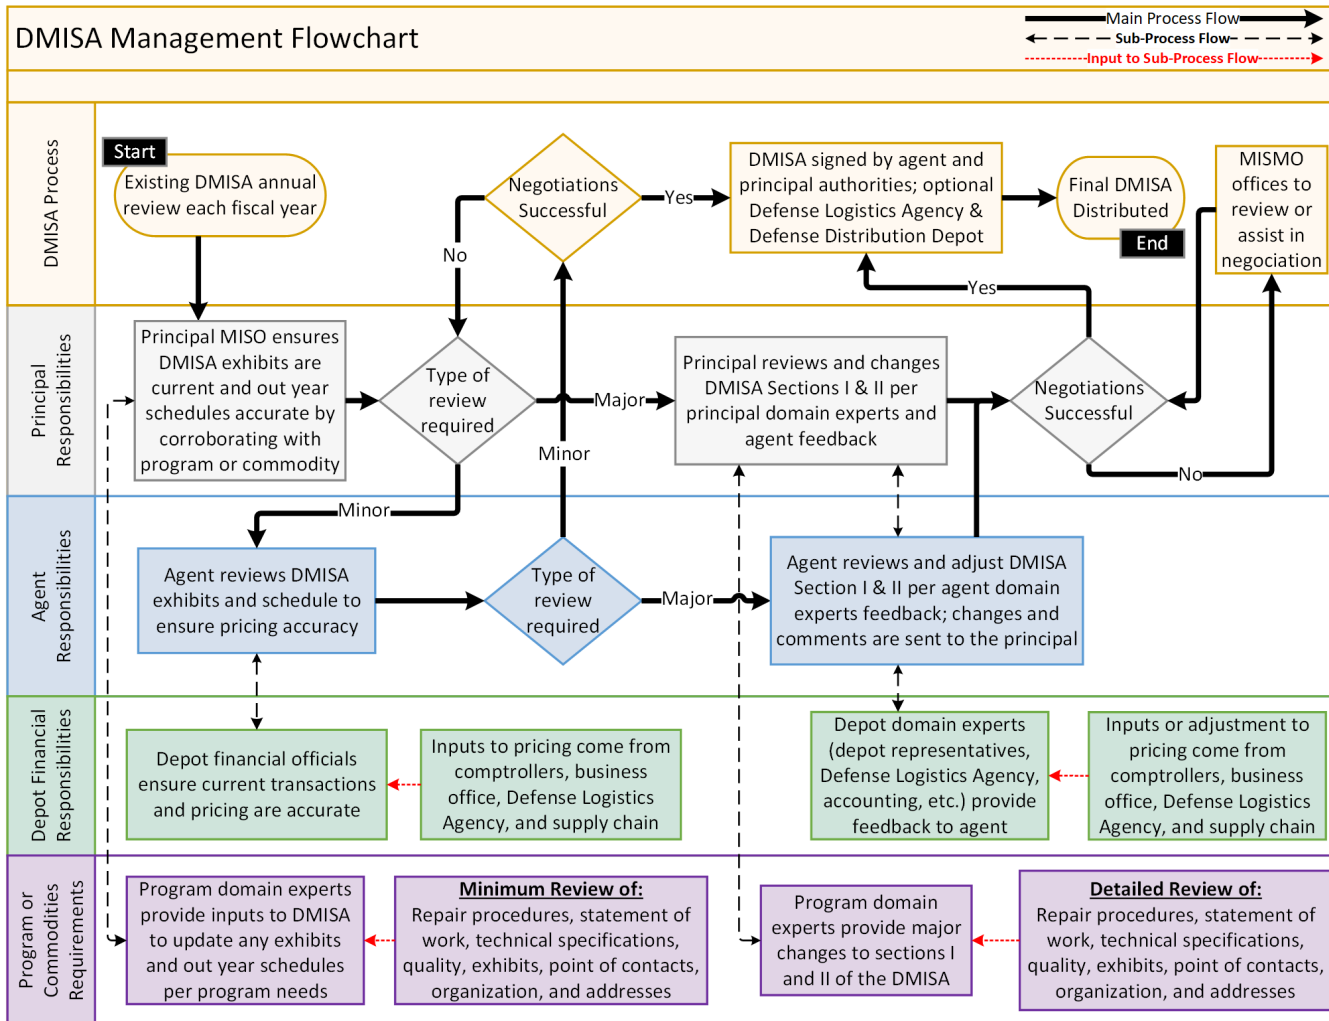 DMISA Management Flowchart
Main Process Flow
Sub-Process Flow
Input to Sub-Process Flow
DMISA Process
Start
Existing DMISA annual
review each fiscal year
Negotiations
Successful
Yes
No
DMISA signed by agent and
principal authorities; optional
Defense Logistics Agency &
Defense Distribution Depot
Final DMISA
Distributed
End
MISMO
offices to
review or
assist in
negociation
Yes
Principal
Responsibilities
Principal MISO ensures
DMISA exhibits are
current and out year
schedules accurate by
corroborating with
program or commodity
Type of
review
required
Major
Minor
Minor
Principal reviews and changes
DMISA Sections I & II per
principal domain experts and
agent feedback
Negotiations
Successful
No
Agent
Responsibilities
Agent reviews DMISA
exhibits and schedule to
ensure pricing accuracy
Type of
review
required
Major
Agent reviews and adjust DMISA
Section I & II per agent domain
experts feedback; changes and
comments are sent to the principal
Depot Financial
Responsibilities
Depot financial officials
ensure current transactions
and pricing are accurate
Inputs to pricing come from
comptrollers, business
office, Defense Logistics
Agency, and supply chain
Depot domain experts
(depot representatives,
Defense Logistics Agency,
accounting, etc.) provide
feedback to agent
Inputs or adjustment to
pricing come from
comptrollers, business
office, Defense Logistics
Agency, and supply chain
Program or
Commodities
Requirements
Program domain experts
provide inputs to DMISA
to update any exhibits
and out year schedules
per program needs
Minimum Review of:
Repair procedures, statement of
work, technical specifications,
quality, exhibits, point of contacts,
organization, and addresses
Program domain
experts provide major
changes to sections I
and II of the DMISA
Detailed Review of:
Repair procedures, statement of
work, technical specifications,
quality, exhibits, point of contacts,
organization, and addresses